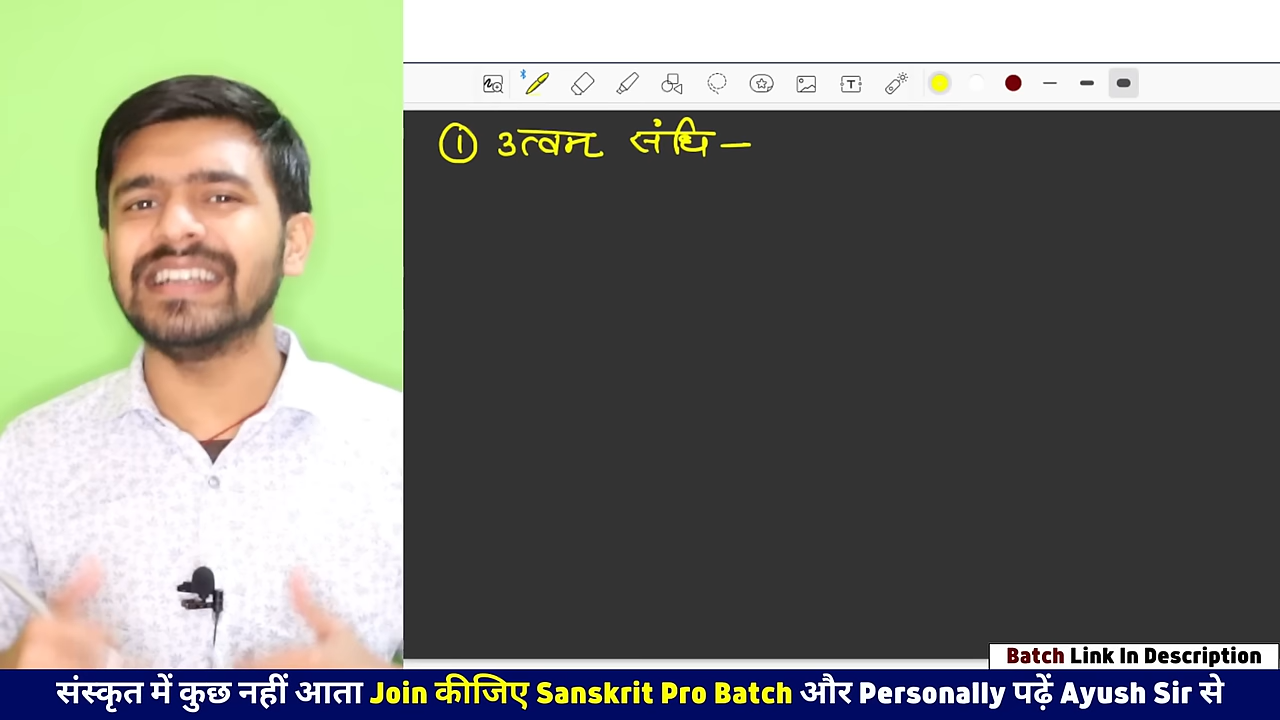 ① उत्वम संधि –
Batch Link In Description
संस्कृत में कुछ नहीं आता Join कीजिए Sanskrit Pro Batch और Personally पढ़ें Ayush Sir से